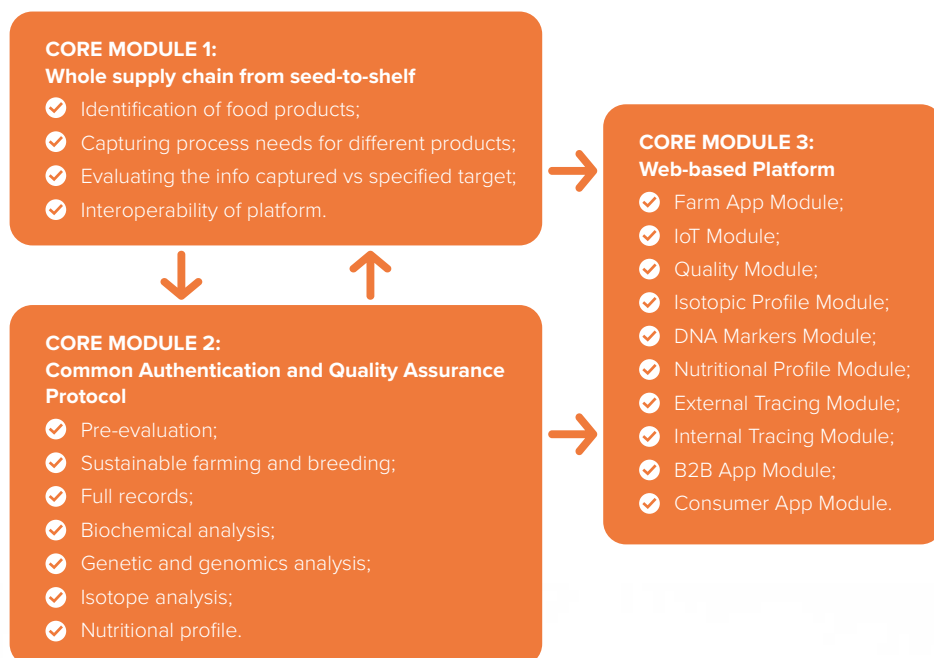 CORE MODULE 1:
Whole supply chain from seed-to-shelf
Identification of food products;
Capturing process needs for different products;
Evaluating the info captured vs specified target;
Interoperability of platform.
CORE MODULE 2:
Common Authentication and Quality Assurance
Protocol
Pre-evaluation;
Sustainable farming and breeding;
Full records;
Biochemical analysis;
Genetic and genomics analysis;
Isotope analysis;
Nutritional profile.
CORE MODULE 3:
Web-based Platform
Farm App Module;
IoT Module;
Quality Module;
Isotopic Profile Module;
DNA Markers Module;
Nutritional Profile Module;
External Tracing Module;
Internal Tracing Module;
B2B App Module;
Consumer App Module.